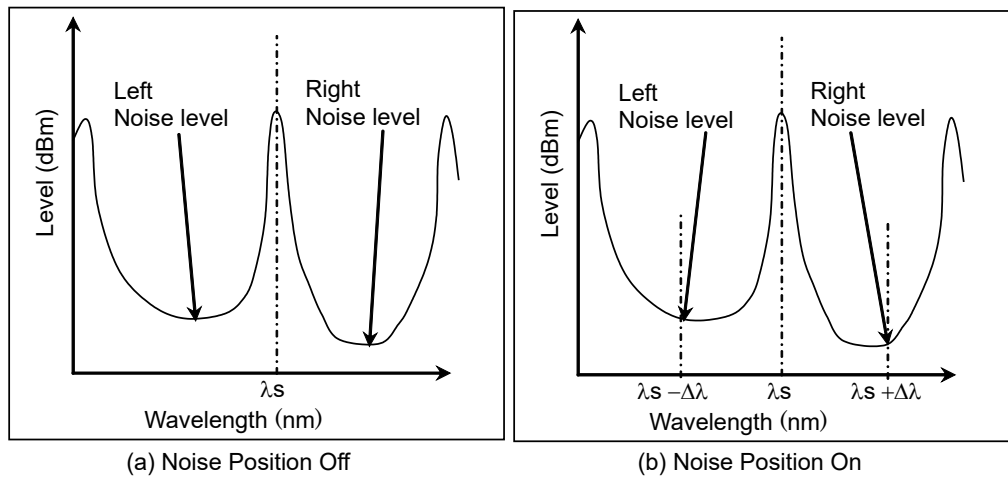 Left
Noise level
Right
Noise level
Level (dBm)
λs
Wavelength (nm)
(a) Noise Position Off
Left
Noise level
Right
Noise level
Level (dBm)
λs −Δλ
λs
λs +Δλ
Wavelength (nm)
(b) Noise Position On